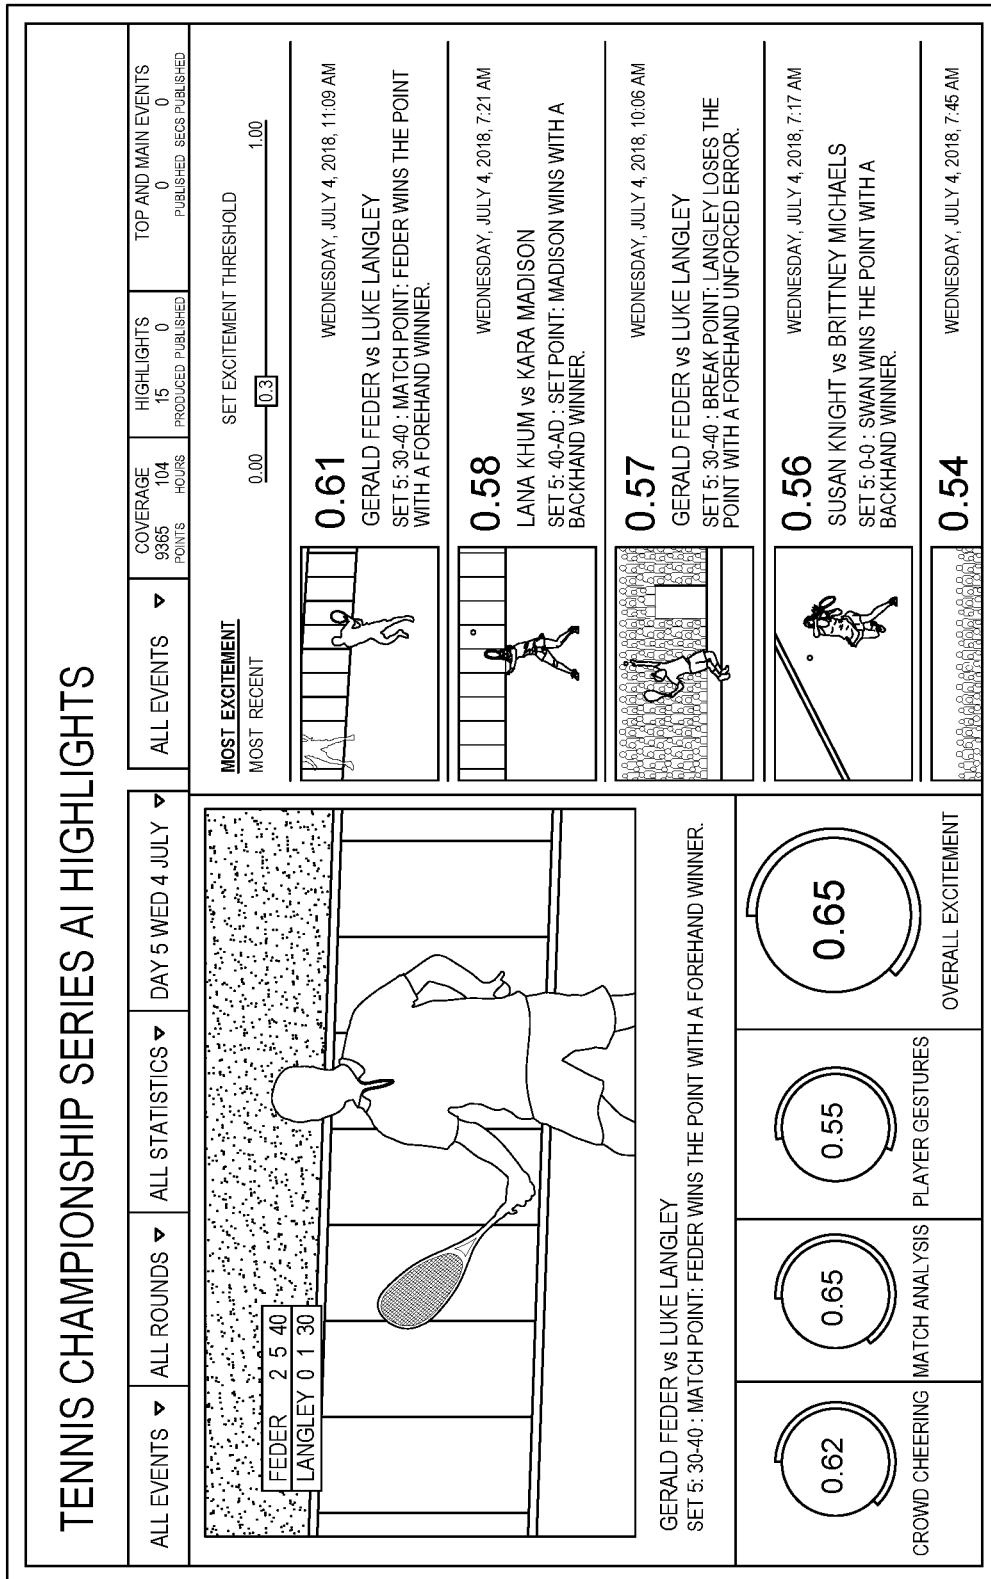 TENNIS CHAMPIONSHIP SERIES AI HIGHLIGHTS
ALL EVENTS
ALL ROUNDS
ALL STATISTICS
DAY 5 WED 4 JULY
ALL EVENTS
COVERAGE
9365 104
POINTS HOURS
HIGHLIGHTS
15 0
PRODUCED PUBLISHED
TOP AND MAIN EVENTS
0 0
PUBLISHED SECS PUBLISHED
FEDER 2 5 40
LANGLEY 0 1 30
GERALD FEDER vs LUKE LANGLEY
SET 5: 30-40 : MATCH POINT: FEDER WINS THE POINT WITH A FOREHAND WINNER.
0.62
CROWD CHEERING
0.65
MATCH ANALYSIS
0.55
PLAYER GESTURES
0.65
OVERALL EXCITEMENT
MOST EXCITEMENT
MOST RECENT
SET EXCITEMENT THRESHOLD
0.00 0.3 1.00
0.61 WEDNESDAY, JULY 4, 2018, 11:09 AM
GERALD FEDER vs LUKE LANGLEY
SET 5: 30-40 : MATCH POINT: FEDER WINS THE POINT
WITH A FOREHAND WINNER.
0.58 WEDNESDAY, JULY 4, 2018, 7:21 AM
LANA KHUM vs KARA MADISON
SET 5: 40-AD : SET POINT: MADISON WINS WITH A
BACKHAND WINNER.
0.57 WEDNESDAY, JULY 4, 2018, 10:06 AM
GERALD FEDER vs LUKE LANGLEY
SET 5: 30-40 : BREAK POINT: LANGLEY LOSES THE
POINT WITH A FOREHAND UNFORCED ERROR.
0.56 WEDNESDAY, JULY 4, 2018, 7:17 AM
SUSAN KNIGHT vs BRITTNEY MICHAELS
SET 5: 0-0 : SWAN WINS THE POINT WITH A
BACKHAND WINNER.
0.54 WEDNESDAY, JULY 4, 2018, 7:45 AM